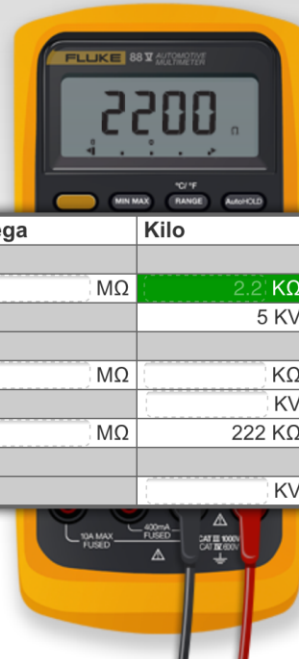 FLUKE 88 V AUTOMOTIVE MULTIMETER
2200 Ω
°C/°F
MIN MAX RANGE AutoHOLD
ega Kilo
MΩ 2.2 KΩ
5 KV
MΩ KΩ
KV
MΩ 222 KΩ
KV
10A MAX FUSED
400mA FUSED
CAT III 1000V
CAT IV 600V